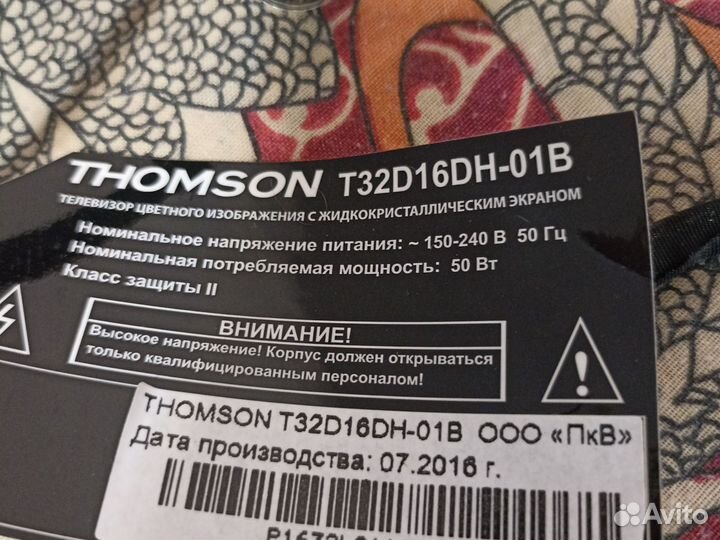 THOMSON T32D16DH-01B
ТЕЛЕВИЗОР ЦВЕТНОГО ИЗОБРАЖЕНИЯ С ЖИДКОКРИСТАЛЛИЧЕСКИМ ЭКРАНОМ
Номинальное напряжение питания: ~ 150-240 В 50 Гц
Номинальная потребляемая мощность: 50 Вт
Класс защиты II
ВНИМАНИЕ!
Высокое напряжение! Корпус должен открываться
только квалифицированным персоналом!
THOMSON T32D16DH-01B ООО «ПкВ»
Дата производства: 07.2016 г.
Avito